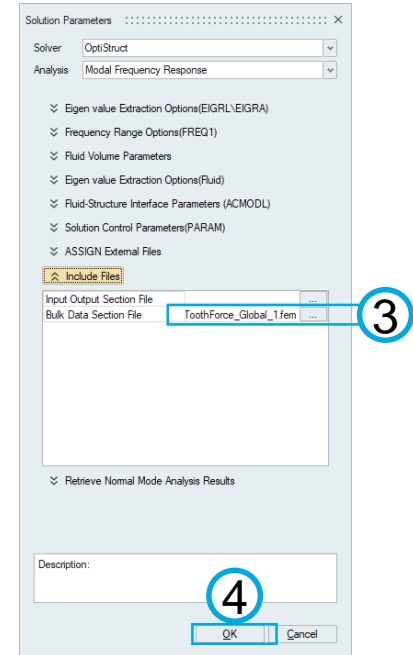 Solution Parameters
Solver OptiStruct
Analysis Modal Frequency Response
Eigen value Extraction Options(EIGRL\EIGRA)
Frequency Range Options(FREQ1)
Fluid Volume Parameters
Eigen value Extraction Options(Fluid)
Fluid-Structure Interface Parameters (ACMODL)
Solution Control Parameters(PARAM)
ASSIGN External Files
Include Files
Input Output Section File ...
Bulk Data Section File ToothForce_Global_1.fem ...
3
Retrieve Normal Mode Analysis Results
Description:
4
OK Cancel